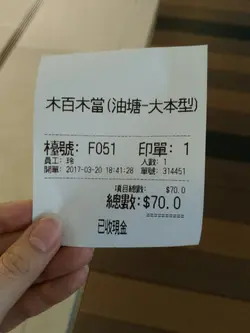 木百木當(油塘-大本型)
檯號: F051 印單: 1
員工: 玲 人數: 1
開單: 2017-03-20 18:41:28 單號: 314451
項目總數: $70.0
總數: $70.0
已收現金